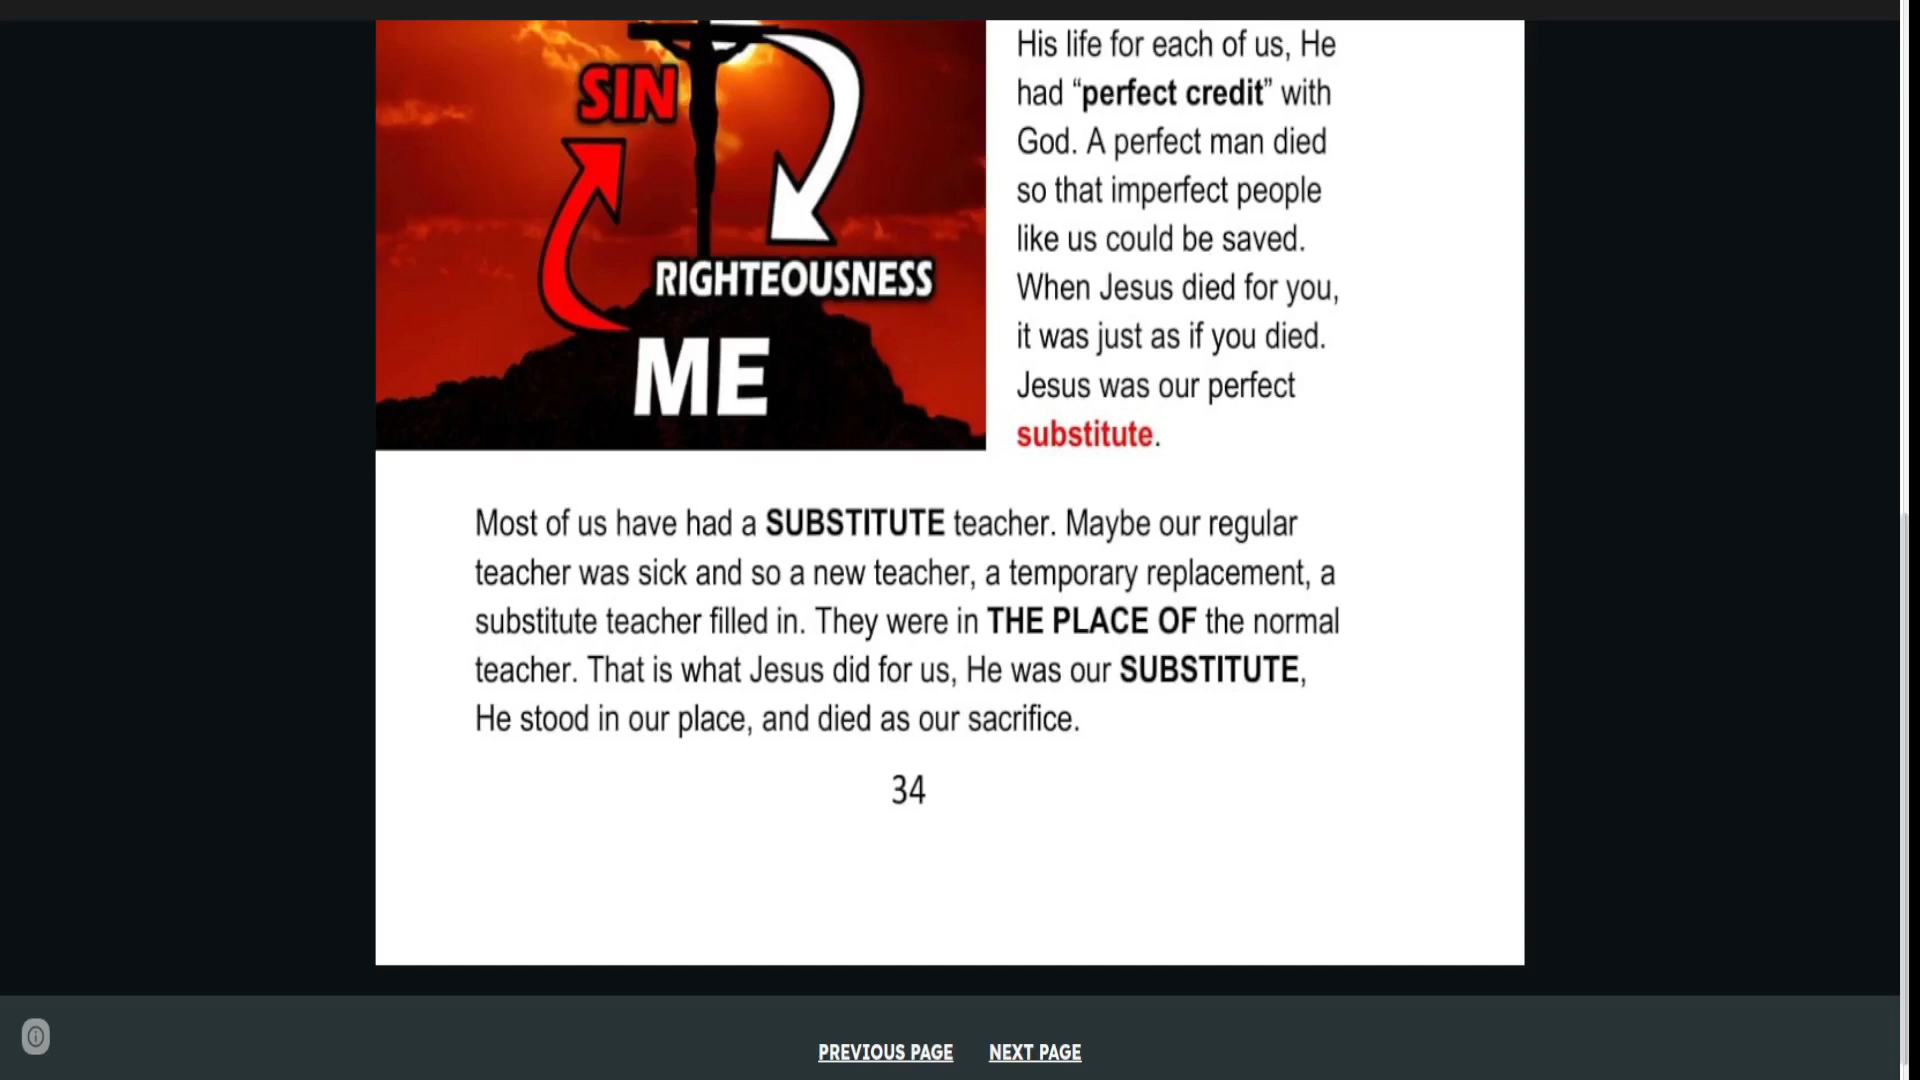 SIN
RIGHTEOUSNESS
ME
His life for each of us, He
had “perfect credit” with
God. A perfect man died
so that imperfect people
like us could be saved.
When Jesus died for you,
it was just as if you died.
Jesus was our perfect
substitute.
Most of us have had a SUBSTITUTE teacher. Maybe our regular
teacher was sick and so a new teacher, a temporary replacement, a
substitute teacher filled in. They were in THE PLACE OF the normal
teacher. That is what Jesus did for us, He was our SUBSTITUTE,
He stood in our place, and died as our sacrifice.
34
PREVIOUS PAGE NEXT PAGE